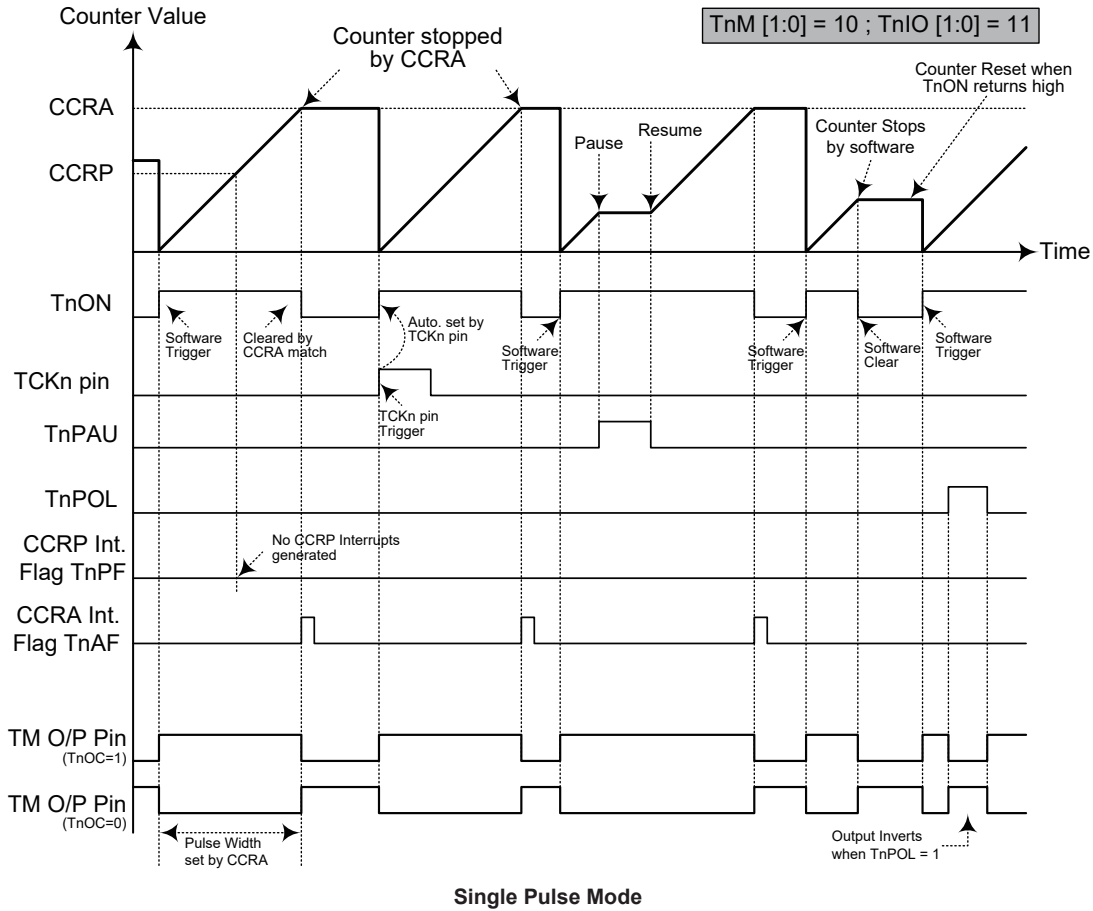 Counter Value
TnM [1:0] = 10 ; TnIO [1:0] = 11
Counter stopped
by CCRA
Counter Reset when
TnON returns high
CCRA
Pause
Resume
Counter Stops
by software
CCRP
Time
TnON
Software
Trigger
Cleared by
CCRA match
Auto. set by
TCKn pin
Software
Trigger
Software
Trigger
Software
Clear
Software
Trigger
TCKn pin
TCKn pin
Trigger
TnPAU
TnPOL
CCRP Int.
Flag TnPF
No CCRP Interrupts
generated
CCRA Int.
Flag TnAF
TM O/P Pin
(TnOC=1)
TM O/P Pin
(TnOC=0)
Pulse Width
set by CCRA
Output Inverts
when TnPOL = 1
Single Pulse Mode